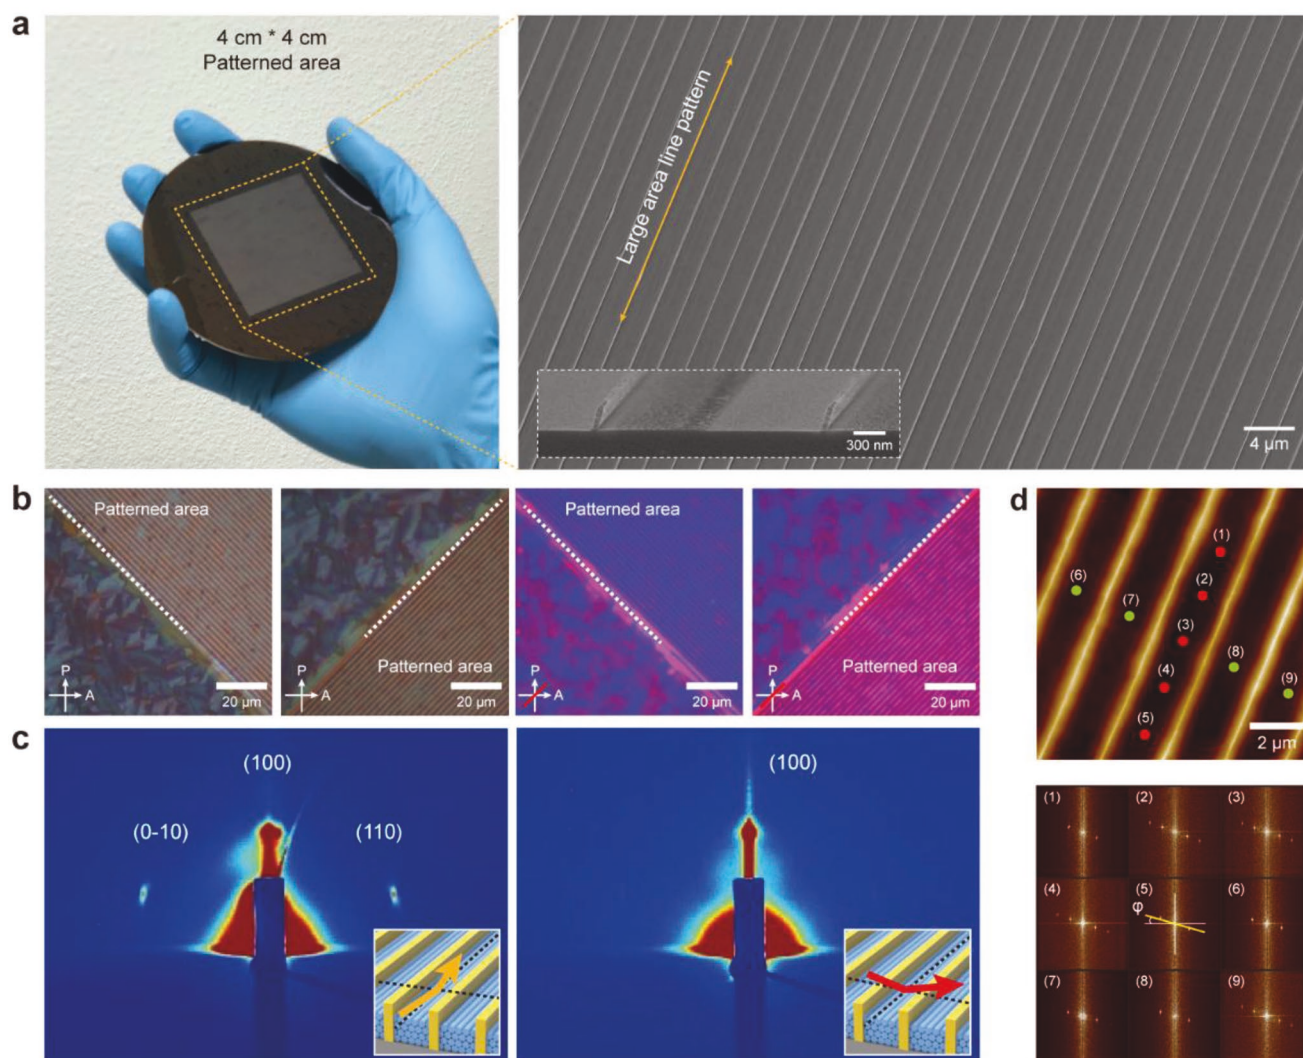 a
4 cm * 4 cm
Patterned area
Large area line pattern
300 nm
4 μm
b
Patterned area
P
A
20 μm
Patterned area
P
A
20 μm
Patterned area
P
A
20 μm
Patterned area
P
A
20 μm
c
(100)
(0-10)
(110)
(100)
d
(1)
(2)
(3)
(4)
(5)
(6)
(7)
(8)
(9)
2 μm
(1)
(2)
(3)
(4)
(5)
(6)
φ
(7)
(8)
(9)